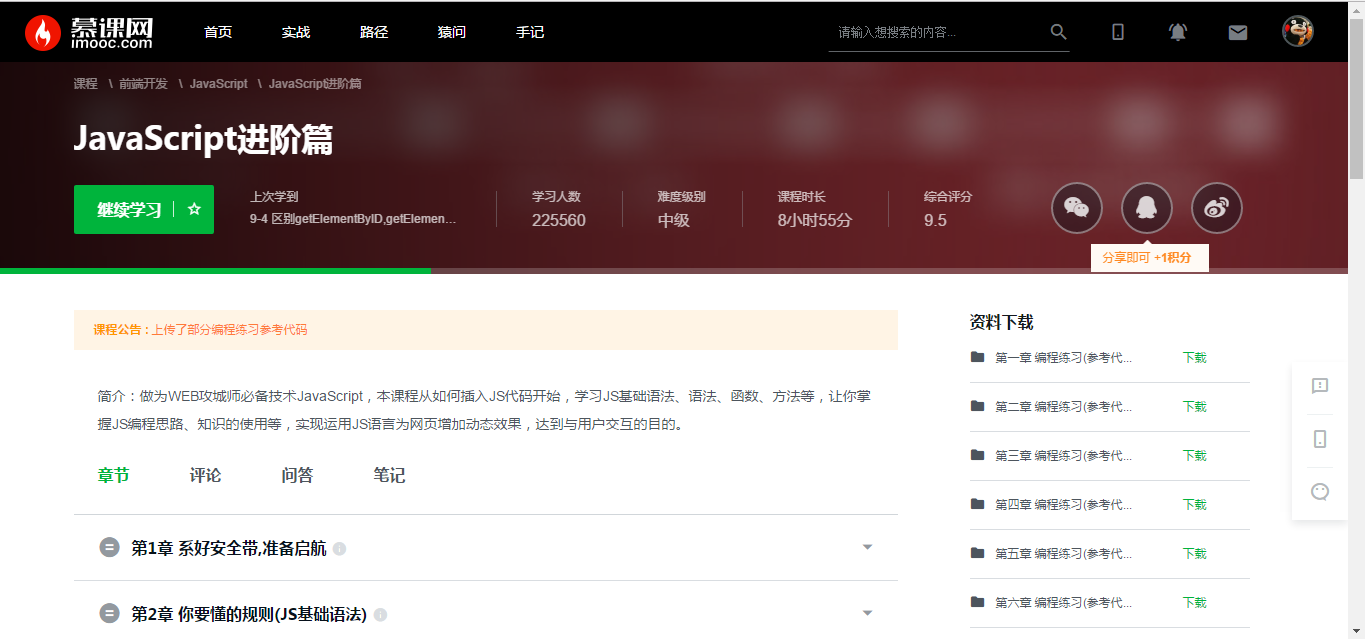 慕课网
imooc.com
首页 实战 路径 猿问 手记
请输入想搜索的内容...
课程 \ 前端开发 \ JavaScript \ JavaScript进阶篇
JavaScript进阶篇
继续学习
上次学到
9-4 区别getElementByID,getElemen...
学习人数
225560
难度级别
中级
课程时长
8小时55分
综合评分
9.5
分享即可 +1积分
课程公告 : 上传了部分编程练习参考代码
简介：做为WEB攻城师必备技术JavaScript，本课程从如何插入JS代码开始，学习JS基础语法、语法、函数、方法等，让你掌
握JS编程思路、知识的使用等，实现运用JS语言为网页增加动态效果，达到与用户交互的目的。
章节 评论 问答 笔记
第1章 系好安全带,准备启航
第2章 你要懂的规则(JS基础语法)
资料下载
第一章 编程练习(参考代... 下载
第二章 编程练习(参考代... 下载
第三章 编程练习(参考代... 下载
第四章 编程练习(参考代... 下载
第五章 编程练习(参考代... 下载
第六章 编程练习(参考代... 下载